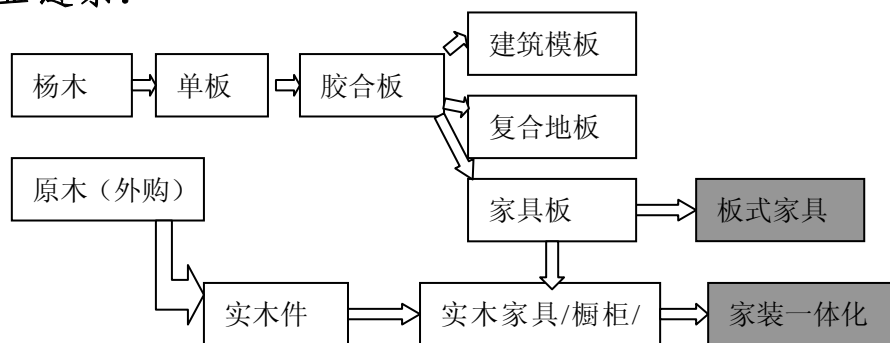 建筑模板
杨木
单板
胶合板
复合地板
原木（外购）
家具板
板式家具
实木件
实木家具/橱柜/
家装一体化